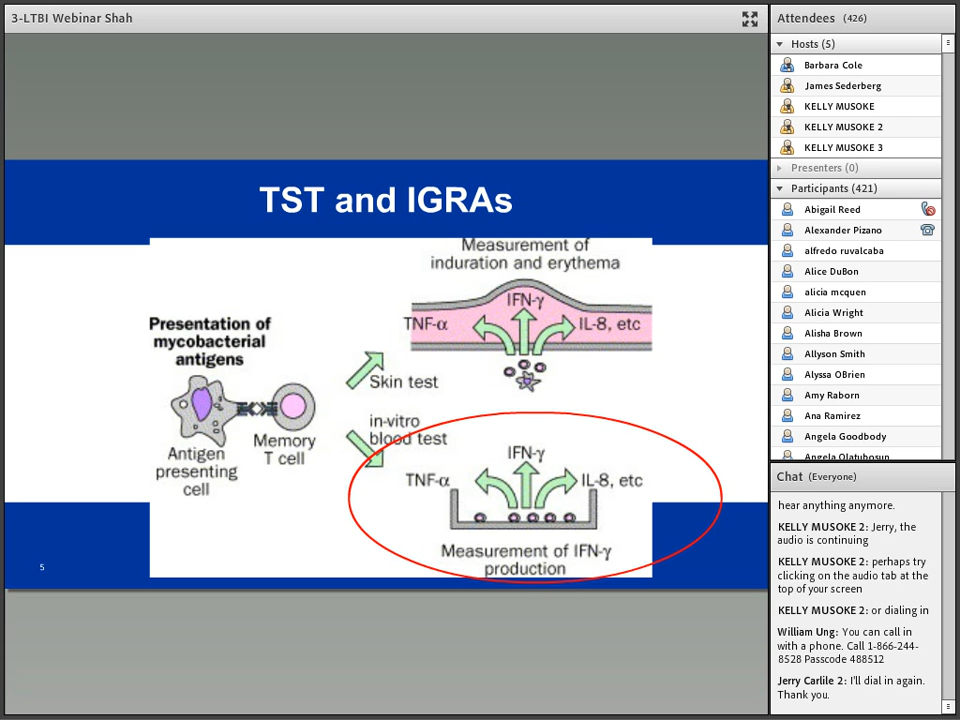 3-LTBI Webinar Shah
TST and IGRAs
Measurement of
induration and erythema
IFN-γ
TNF-α
IL-8, etc
Presentation of
mycobacterial
antigens
Skin test
in-vitro
blood test
Memory
T cell
Antigen
presenting
cell
IFN-γ
TNF-α
IL-8, etc
Measurement of IFN-γ
production
5
Attendees (426)
Hosts (5)
Barbara Cole
James Sederberg
KELLY MUSOKE
KELLY MUSOKE 2
KELLY MUSOKE 3
Presenters (0)
Participants (421)
Abigail Reed
Alexander Pizano
alfredo ruvalcaba
Alice DuBon
alicia mcquen
Alicia Wright
Alisha Brown
Allyson Smith
Alyssa OBrien
Amy Raborn
Ana Ramirez
Angela Goodbody
Angela Olatubosun
Chat (Everyone)
hear anything anymore.
KELLY MUSOKE 2: Jerry, the
audio is continuing
KELLY MUSOKE 2: perhaps try
clicking on the audio tab at the
top of your screen
KELLY MUSOKE 2: or dialing in
William Ung: You can call in
with a phone. Call 1-866-244-
8528 Passcode 488512
Jerry Carlile 2: I'll dial in again.
Thank you.